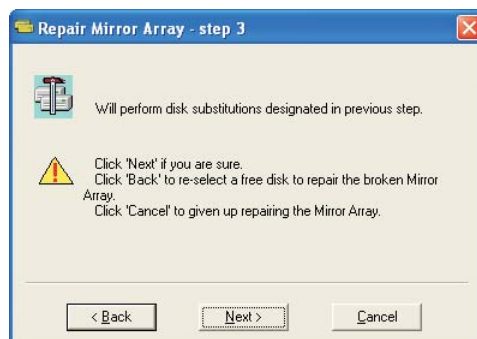 Repair Mirror Array - step 3
Will perform disk substitutions designated in previous step.
Click 'Next' if you are sure.
Click 'Back' to re-select a free disk to repair the broken Mirror
Array.
Click 'Cancel' to given up repairing the Mirror Array.
< Back Next > Cancel